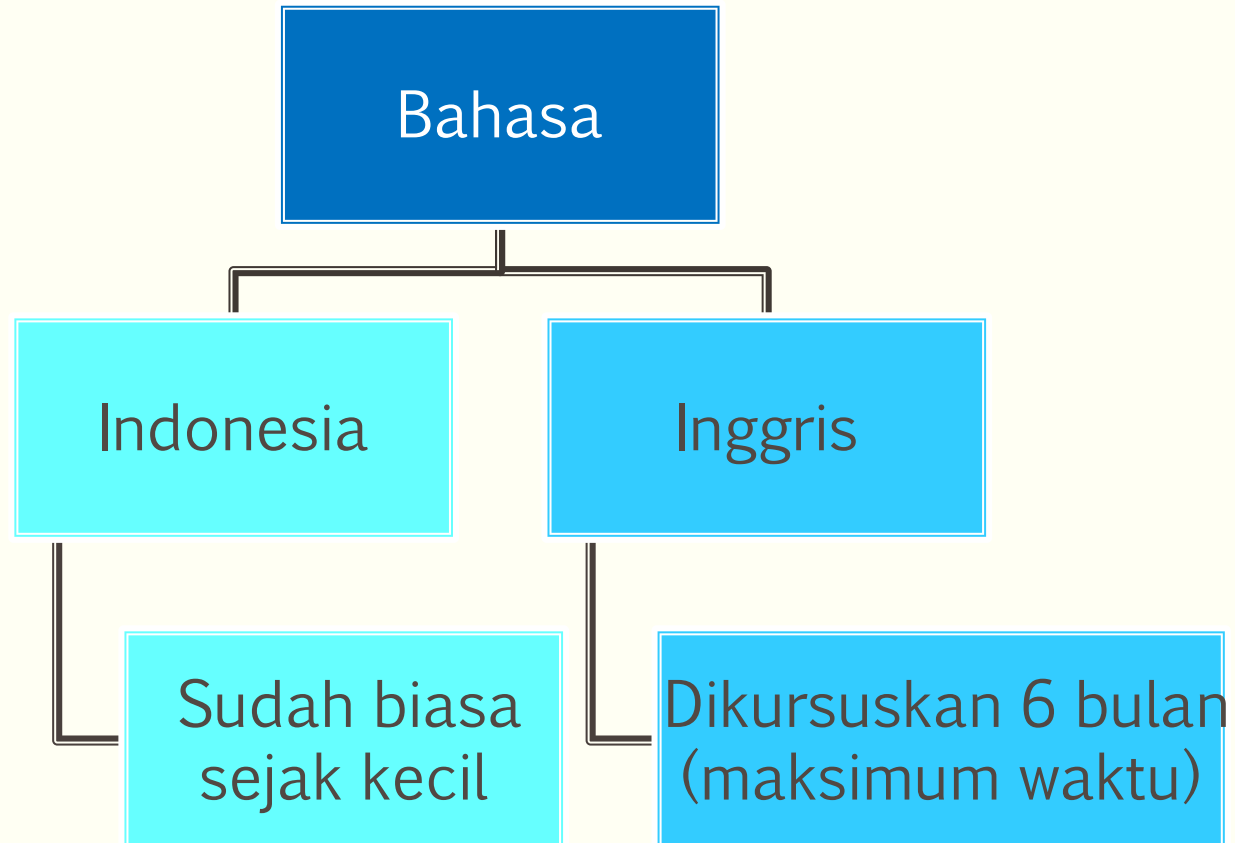 Bahasa
Indonesia
Inggris
Sudah biasa
sejak kecil
Dikursuskan 6 bulan
(maksimum waktu)